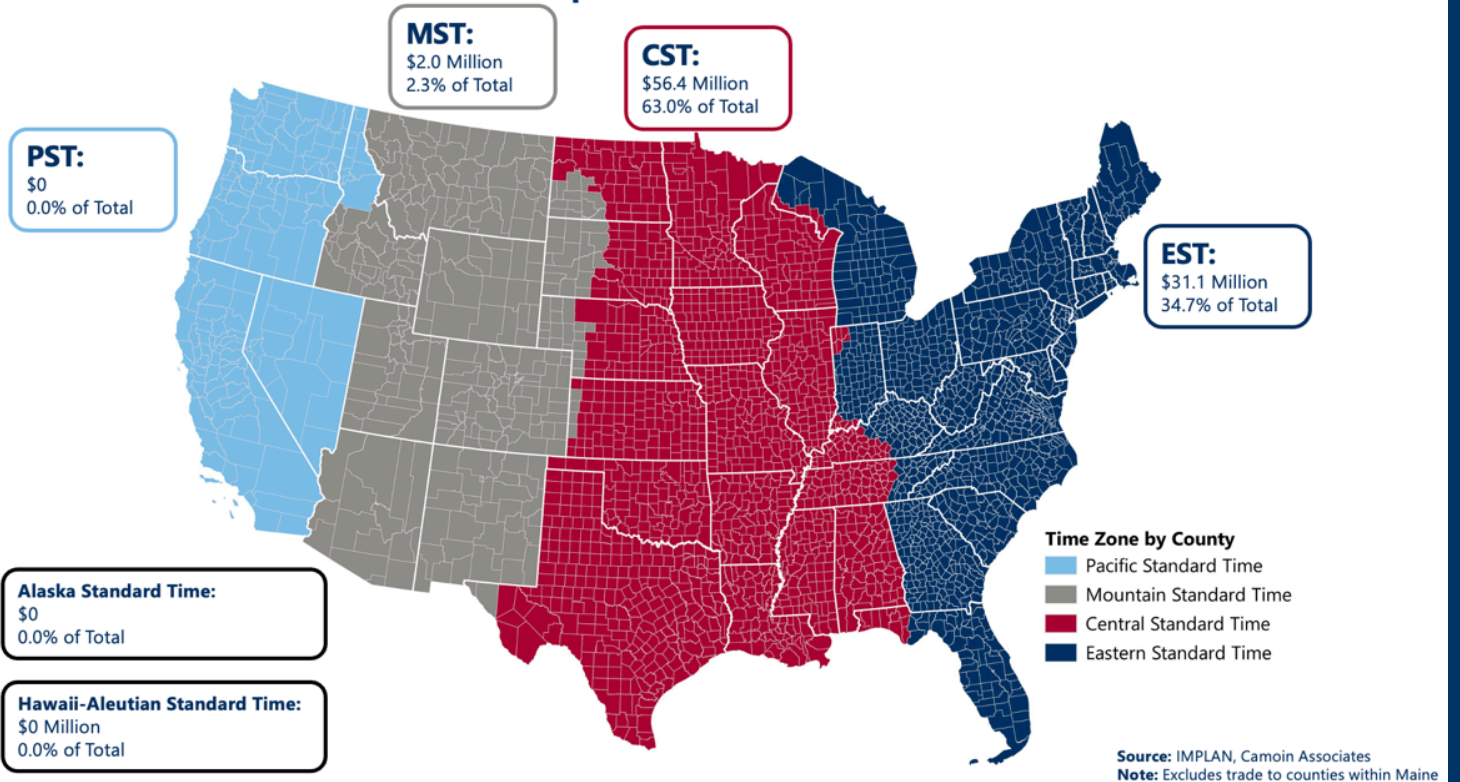 MST:
$2.0 Million
2.3% of Total
CST:
$56.4 Million
63.0% of Total
PST:
$0
0.0% of Total
EST:
$31.1 Million
34.7% of Total
Time Zone by County
Pacific Standard Time
Mountain Standard Time
Central Standard Time
Eastern Standard Time
Alaska Standard Time:
$0
0.0% of Total
Hawaii-Aleutian Standard Time:
$0 Million
0.0% of Total
Source: IMPLAN, Camoin Associates
Note: Excludes trade to counties within Maine